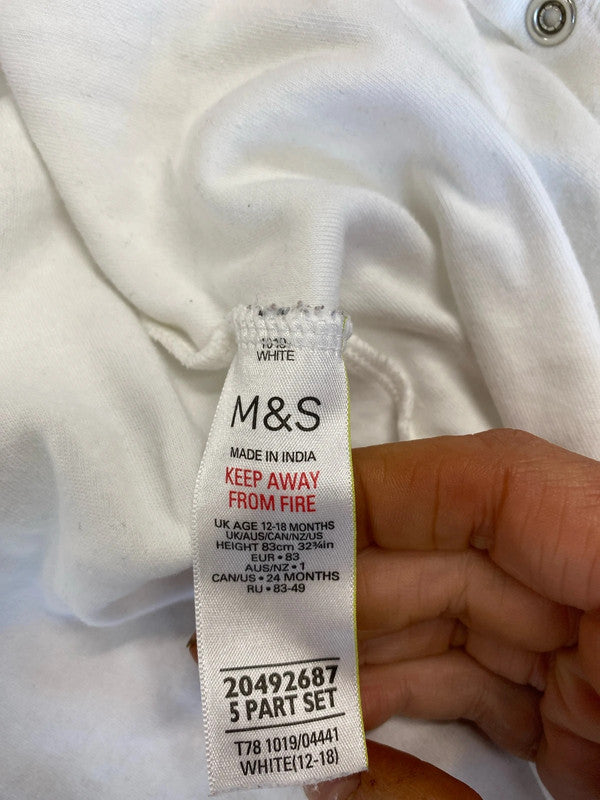 1019
WHITE
M&S
MADE IN INDIA
KEEP AWAY
FROM FIRE
UK AGE 12-18 MONTHS
UK/AUS/CAN/NZ/US
HEIGHT 83cm 32¾in
EUR • 83
AUS/NZ • 1
CAN/US • 24 MONTHS
RU • 83-49
20492687
5 PART SET
T78 1019/04441
WHITE(12-18)